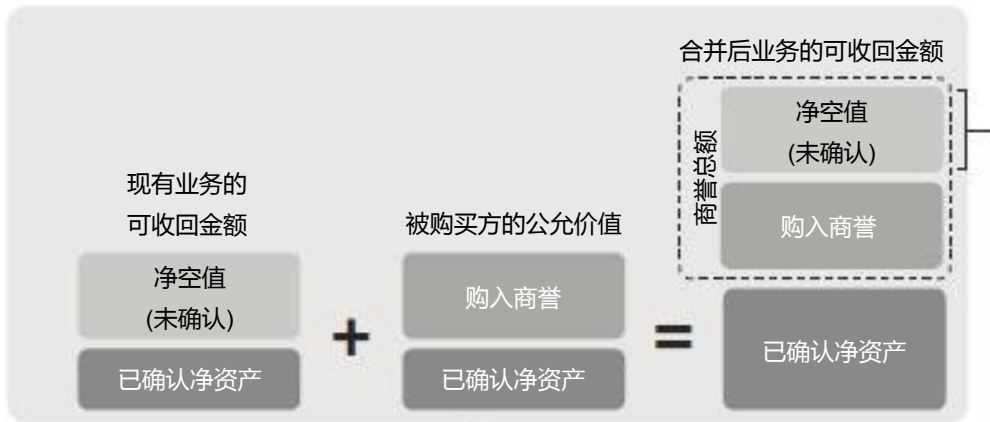 合并后业务的可收回金额
净空值
(未确认)
商誉总额
购入商誉
已确认净资产
现有业务的
可收回金额
净空值
(未确认)
已确认净资产
+
被购买方的公允价值
购入商誉
已确认净资产
=